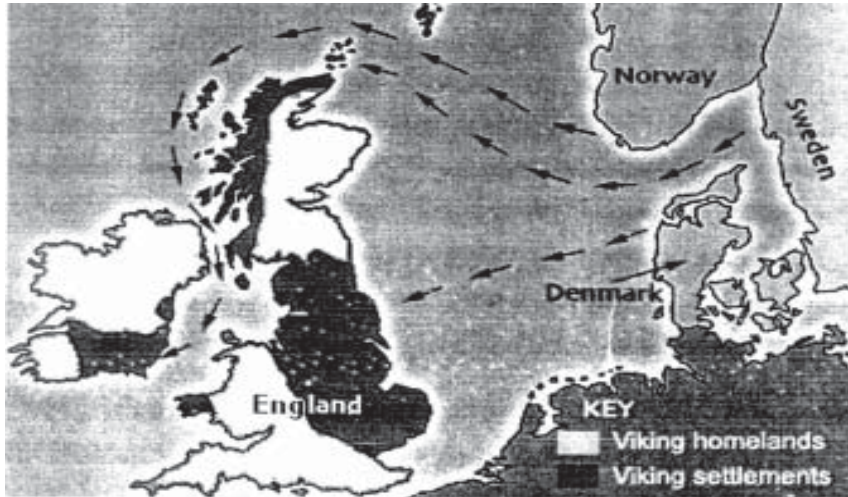 Norway
Sweden
Denmark
England
KEY
Viking homelands
Viking settlements